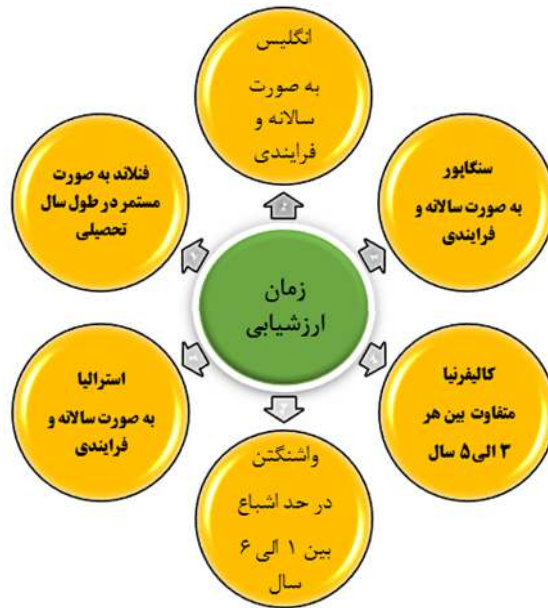 انگلیس
به صورت
سالانه و
فرایندی
سنگاپور
به صورت سالانه و
فرایندی
کالیفرنیا
متفاوت بین هر
۳ الی ۵ سال
واشنگتن
در حد اشباع
بین ۱ الی ۶
سال
استرالیا
به صورت سالانه و
فرایندی
فنلاند به صورت
مستمر در طول سال
تحصیلی
زمان
ارزشیابی